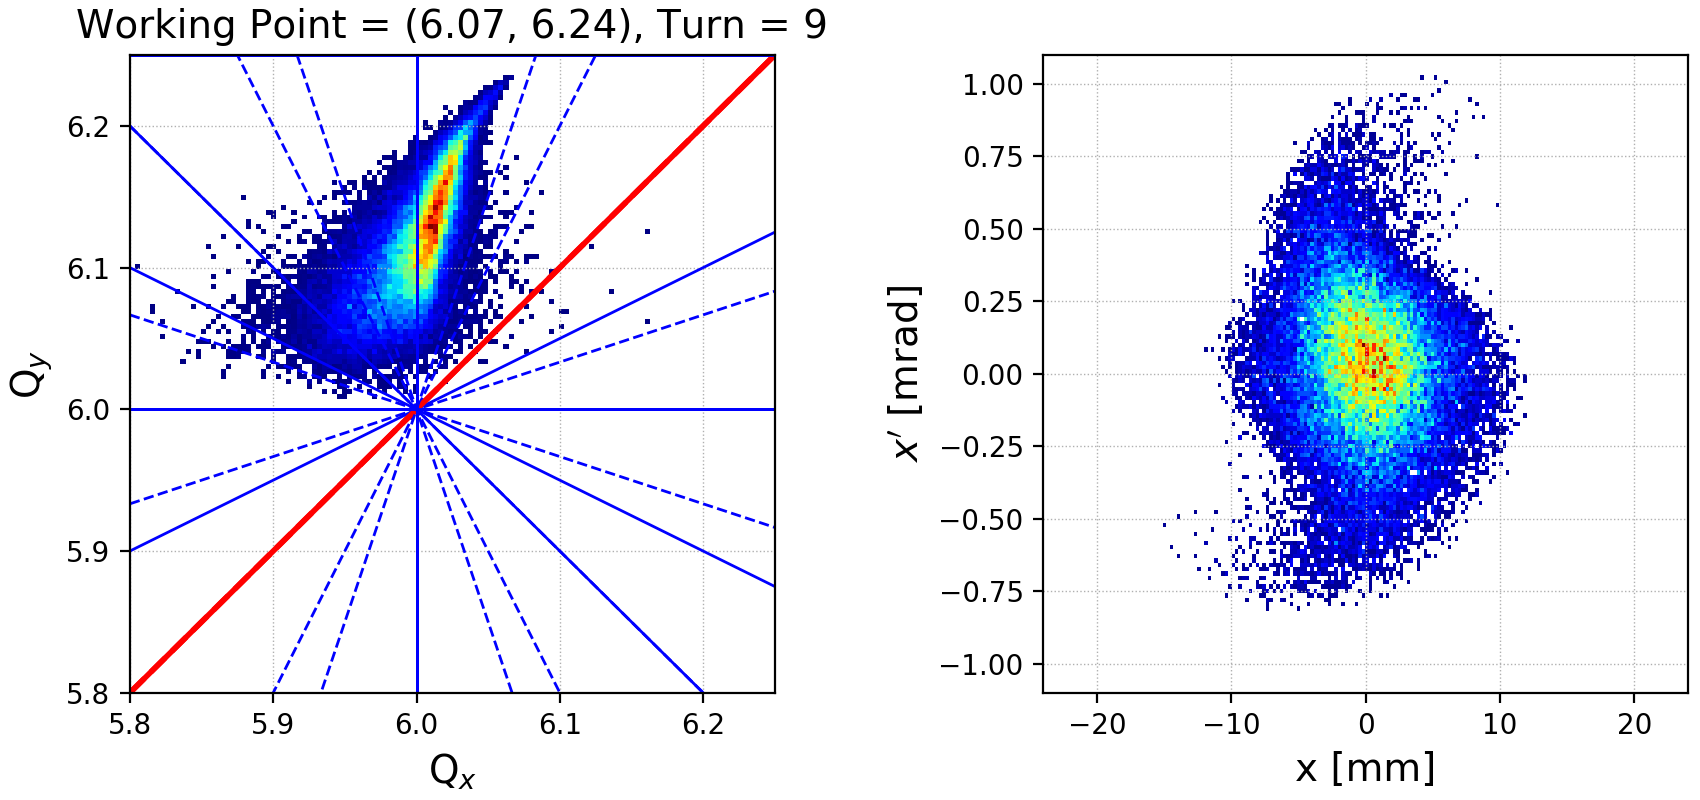 Working Point = (6.07, 6.24), Turn = 9
6.2
6.1
6.0
5.9
5.8
Q_y
5.8 5.9 6.0 6.1 6.2
Q_x
1.00
0.75
0.50
0.25
0.00
−0.25
−0.50
−0.75
−1.00
x′ [mrad]
−20 −10 0 10 20
x [mm]